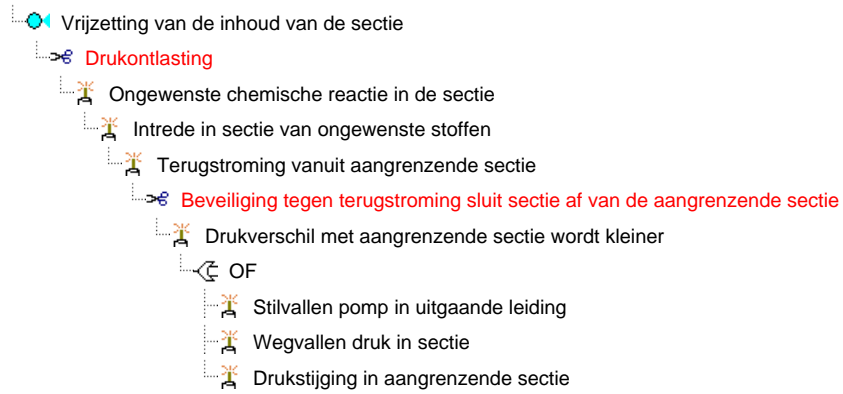 Vrijzetting van de inhoud van de sectie
Drukontlasting
Ongewenste chemische reactie in de sectie
Intrede in sectie van ongewenste stoffen
Terugstroming vanuit aangrenzende sectie
Beveiliging tegen terugstroming sluit sectie af van de aangrenzende sectie
Drukverschil met aangrenzende sectie wordt kleiner
OF
Stilvallen pomp in uitgaande leiding
Wegvallen druk in sectie
Drukstijging in aangrenzende sectie